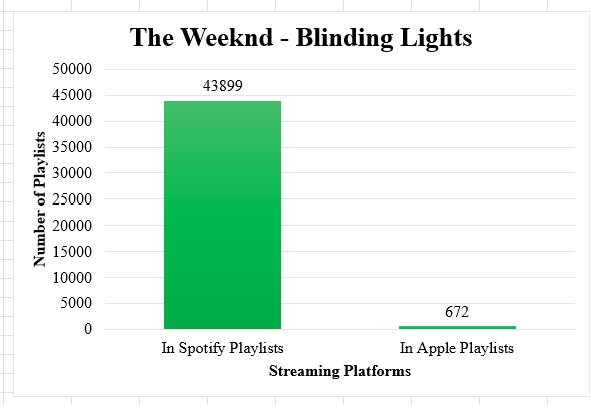 The Weeknd - Blinding Lights
Number of Playlists
50000
45000
40000
35000
30000
25000
20000
15000
10000
5000
0
43899
672
In Spotify Playlists
In Apple Playlists
Streaming Platforms